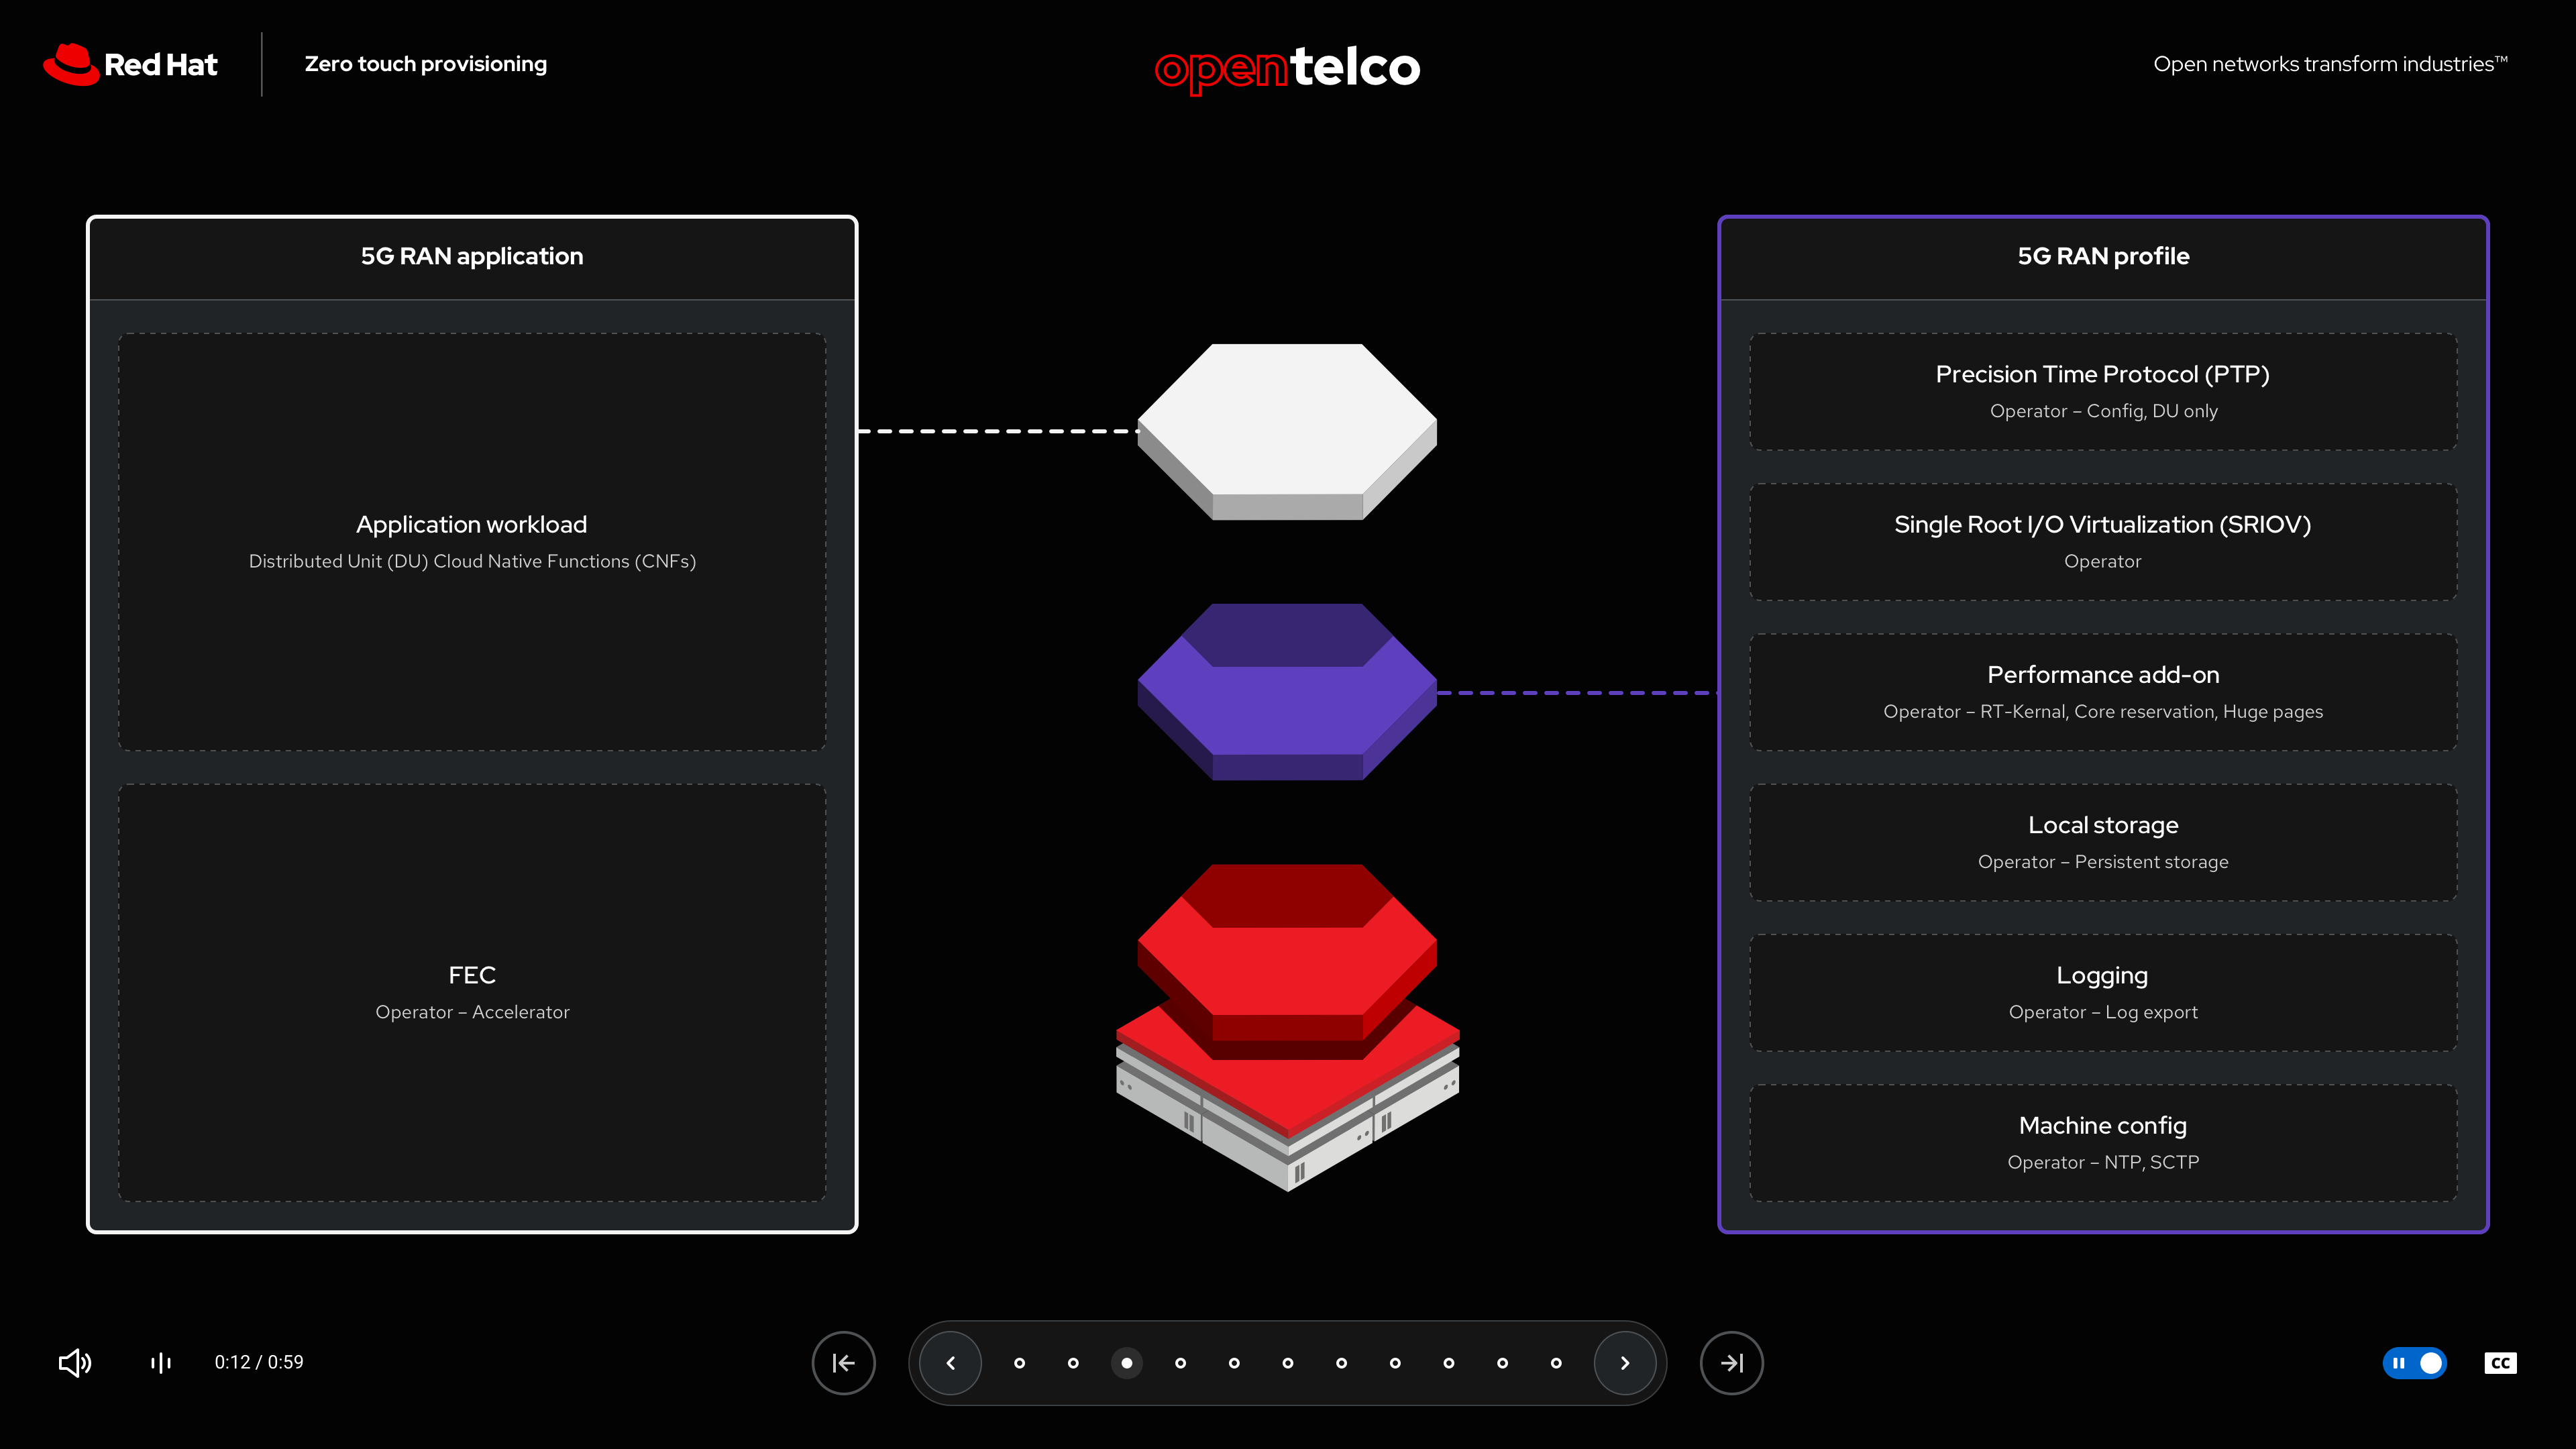 Red Hat
Zero touch provisioning
opentelco
Open networks transform industries™
5G RAN application
Application workload
Distributed Unit (DU) Cloud Native Functions (CNFs)
FEC
Operator – Accelerator
5G RAN profile
Precision Time Protocol (PTP)
Operator – Config, DU only
Single Root I/O Virtualization (SRIOV)
Operator
Performance add-on
Operator – RT-Kernal, Core reservation, Huge pages
Local storage
Operator – Persistent storage
Logging
Operator – Log export
Machine config
Operator – NTP, SCTP
0:12 / 0:59
CC